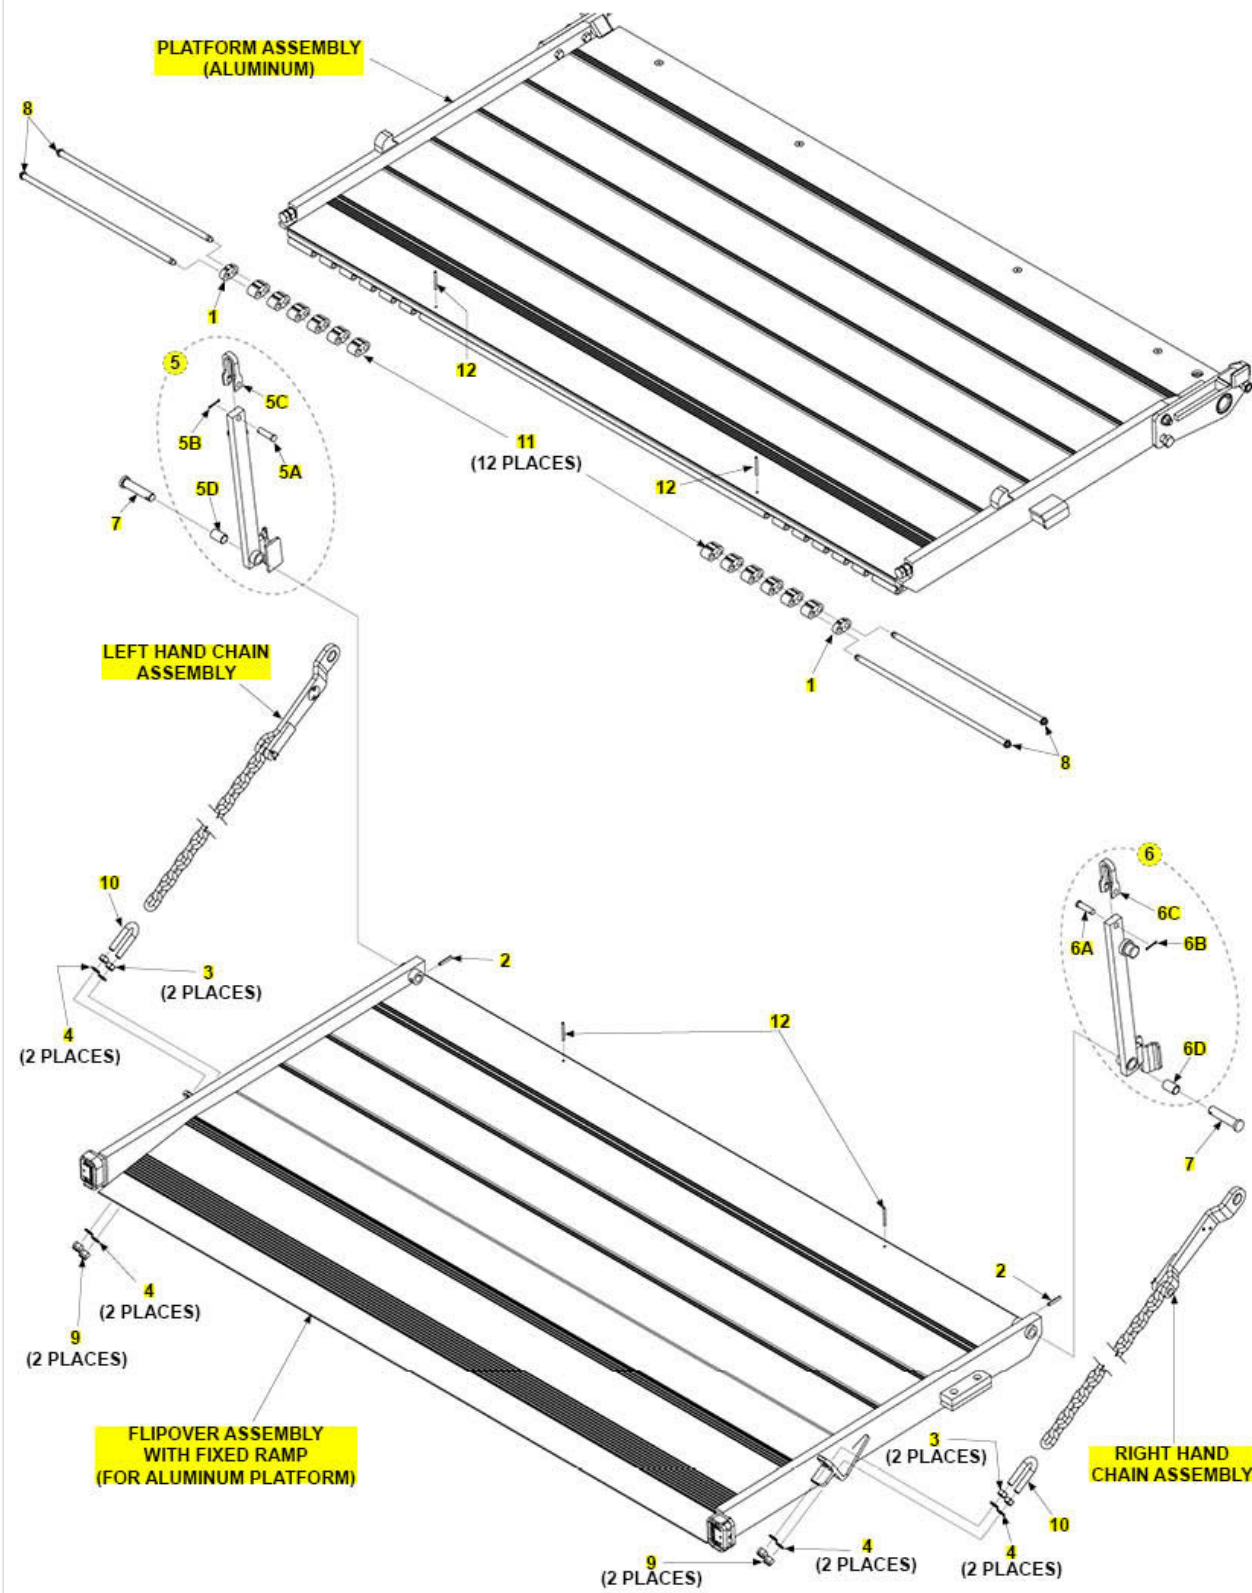 PLATFORM ASSEMBLY
(ALUMINUM)
8
1
12
5
5C
5B
5A
11
(12 PLACES)
5D
12
7
1
8
LEFT HAND CHAIN
ASSEMBLY
10
3
(2 PLACES)
2
4
(2 PLACES)
12
6
6C
6A
6B
6D
7
4
(2 PLACES)
9
(2 PLACES)
2
FLIPOVER ASSEMBLY
WITH FIXED RAMP
(FOR ALUMINUM PLATFORM)
3
(2 PLACES)
RIGHT HAND
CHAIN ASSEMBLY
10
4
(2 PLACES)
4
(2 PLACES)
9
(2 PLACES)